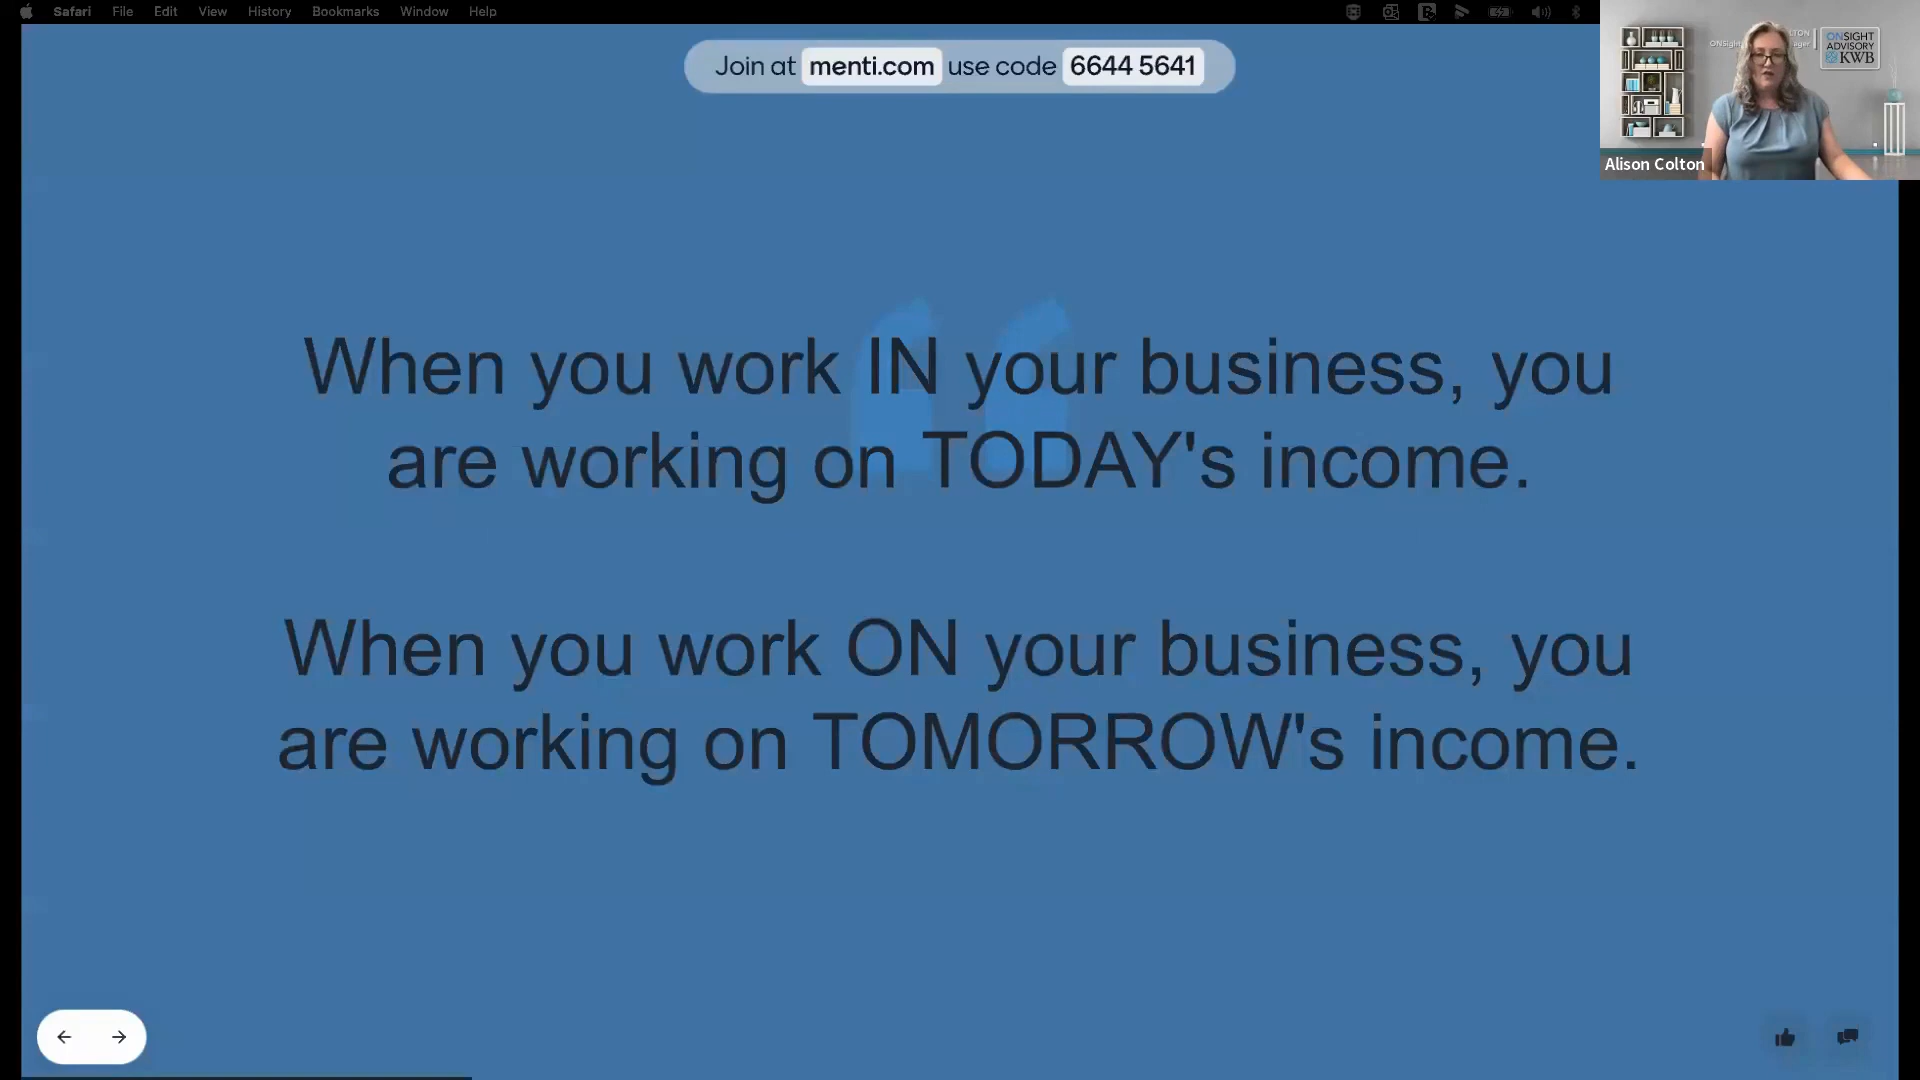 Safari File Edit View History Bookmarks Window Help
Join at menti.com use code 6644 5641
ONSIGHT
ADVISORY
KWB
Alison Colton
When you work IN your business, you
are working on TODAY's income.
When you work ON your business, you
are working on TOMORROW's income.